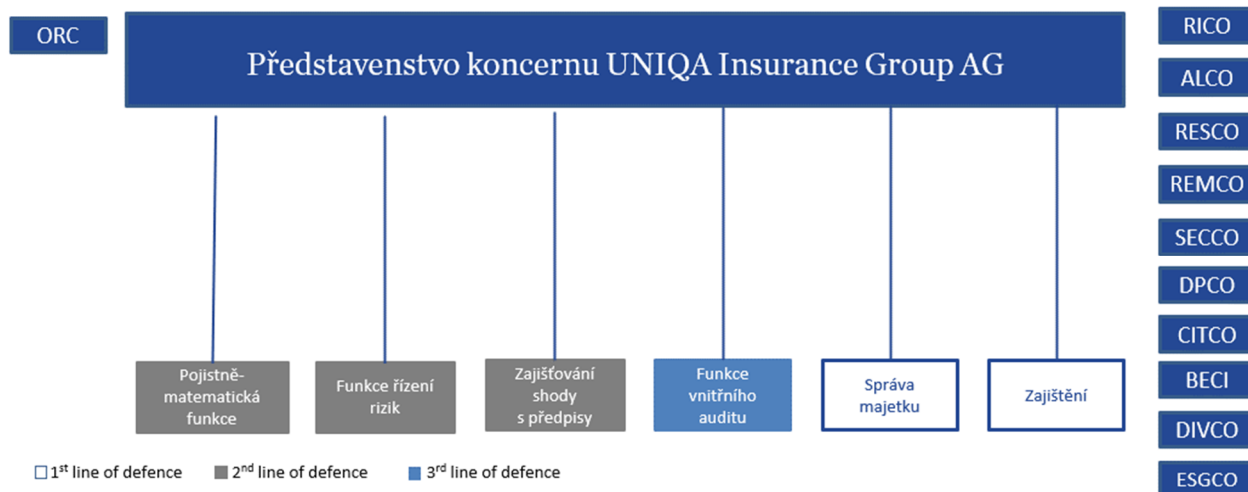 ORC
Představenstvo koncernu UNIQA Insurance Group AG
RICO
ALCO
RESCO
REMCO
SECCO
DPCO
CITCO
BECI
DIVCO
ESGCO
Pojistně-
matematická
funkce
Funkce řízení
rizik
Zajišťování
shody
s předpisy
Funkce
vnitřního
auditu
Správa
majetku
Zajištění
1st line of defence
2nd line of defence
3rd line of defence